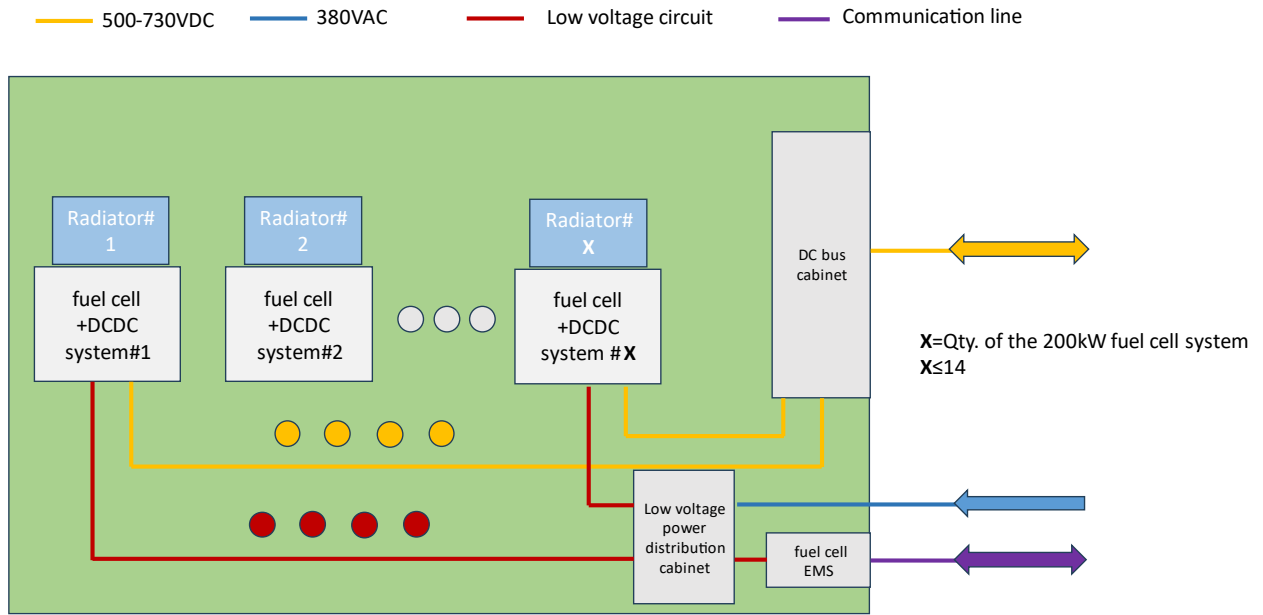 500-730VDC
380VAC
Low voltage circuit
Communication line
Radiator#
1
Radiator#
2
Radiator#
X
fuel cell
+DCDC
system#1
fuel cell
+DCDC
system#2
fuel cell
+DCDC
system #X
DC bus
cabinet
X=Qty. of the 200kW fuel cell system
X≤14
Low voltage
power
distribution
cabinet
fuel cell
EMS